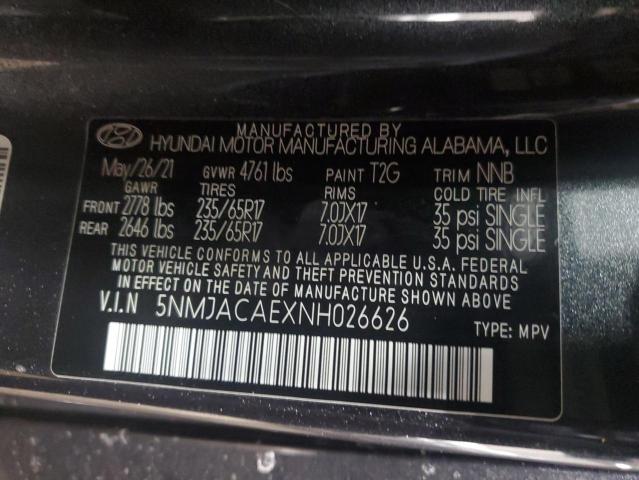 MANUFACTURED BY
HYUNDAI MOTOR MANUFACTURING ALABAMA, LLC
May/26/21 GVWR 4761 lbs PAINT T2G TRIM NNB
GAWR TIRES RIMS COLD TIRE INFL
FRONT 2778 lbs 235/65R17 7.0JX17 35 psi SINGLE
REAR 2646 lbs 235/65R17 7.0JX17 35 psi SINGLE
THIS VEHICLE CONFORMS TO ALL APPLICABLE U.S.A. FEDERAL
MOTOR VEHICLE SAFETY AND THEFT PREVENTION STANDARDS
IN EFFECT ON THE DATE OF MANUFACTURE SHOWN ABOVE.
V.I.N 5NMJACAEXNH026626 TYPE: MPV